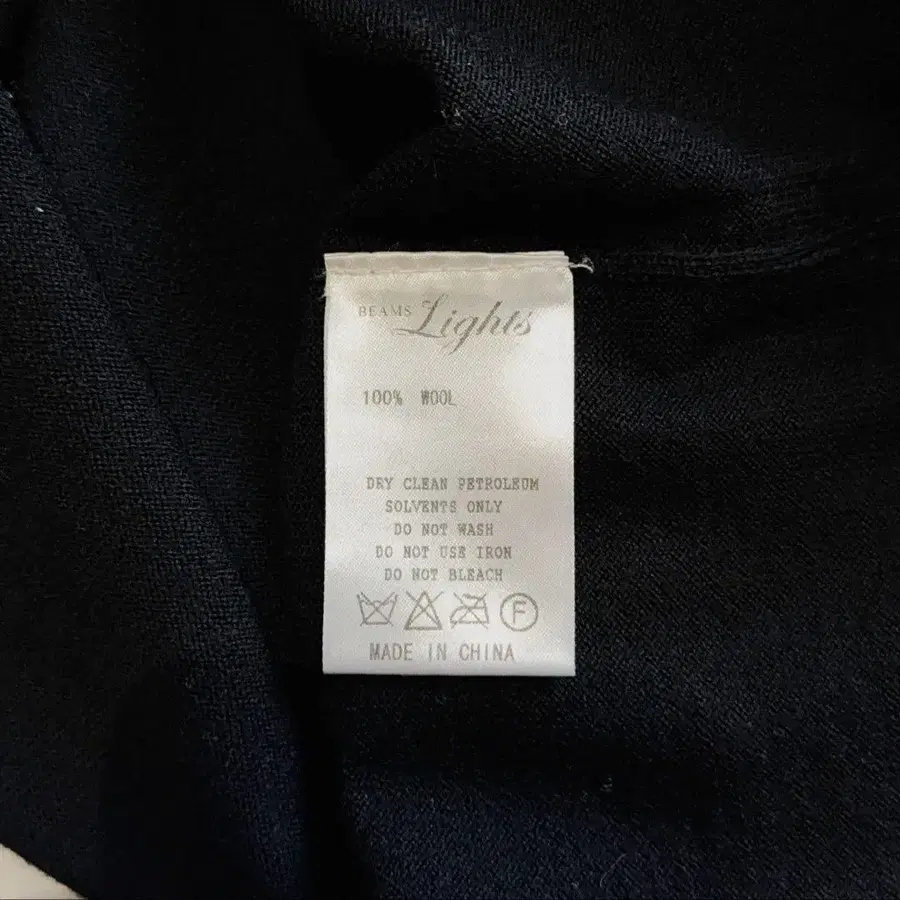 BEAMS Lights
100% WOOL
DRY CLEAN PETROLEUM
SOLVENTS ONLY
DO NOT WASH
DO NOT USE IRON
DO NOT BLEACH
F
MADE IN CHINA